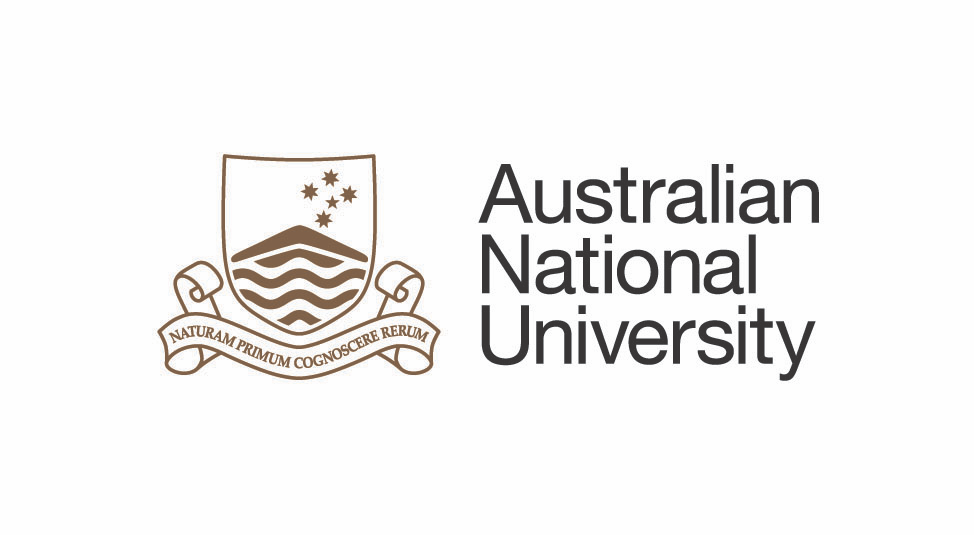 NATURAM PRIMUM COGNOSCERE RERUM
Australian
National
University